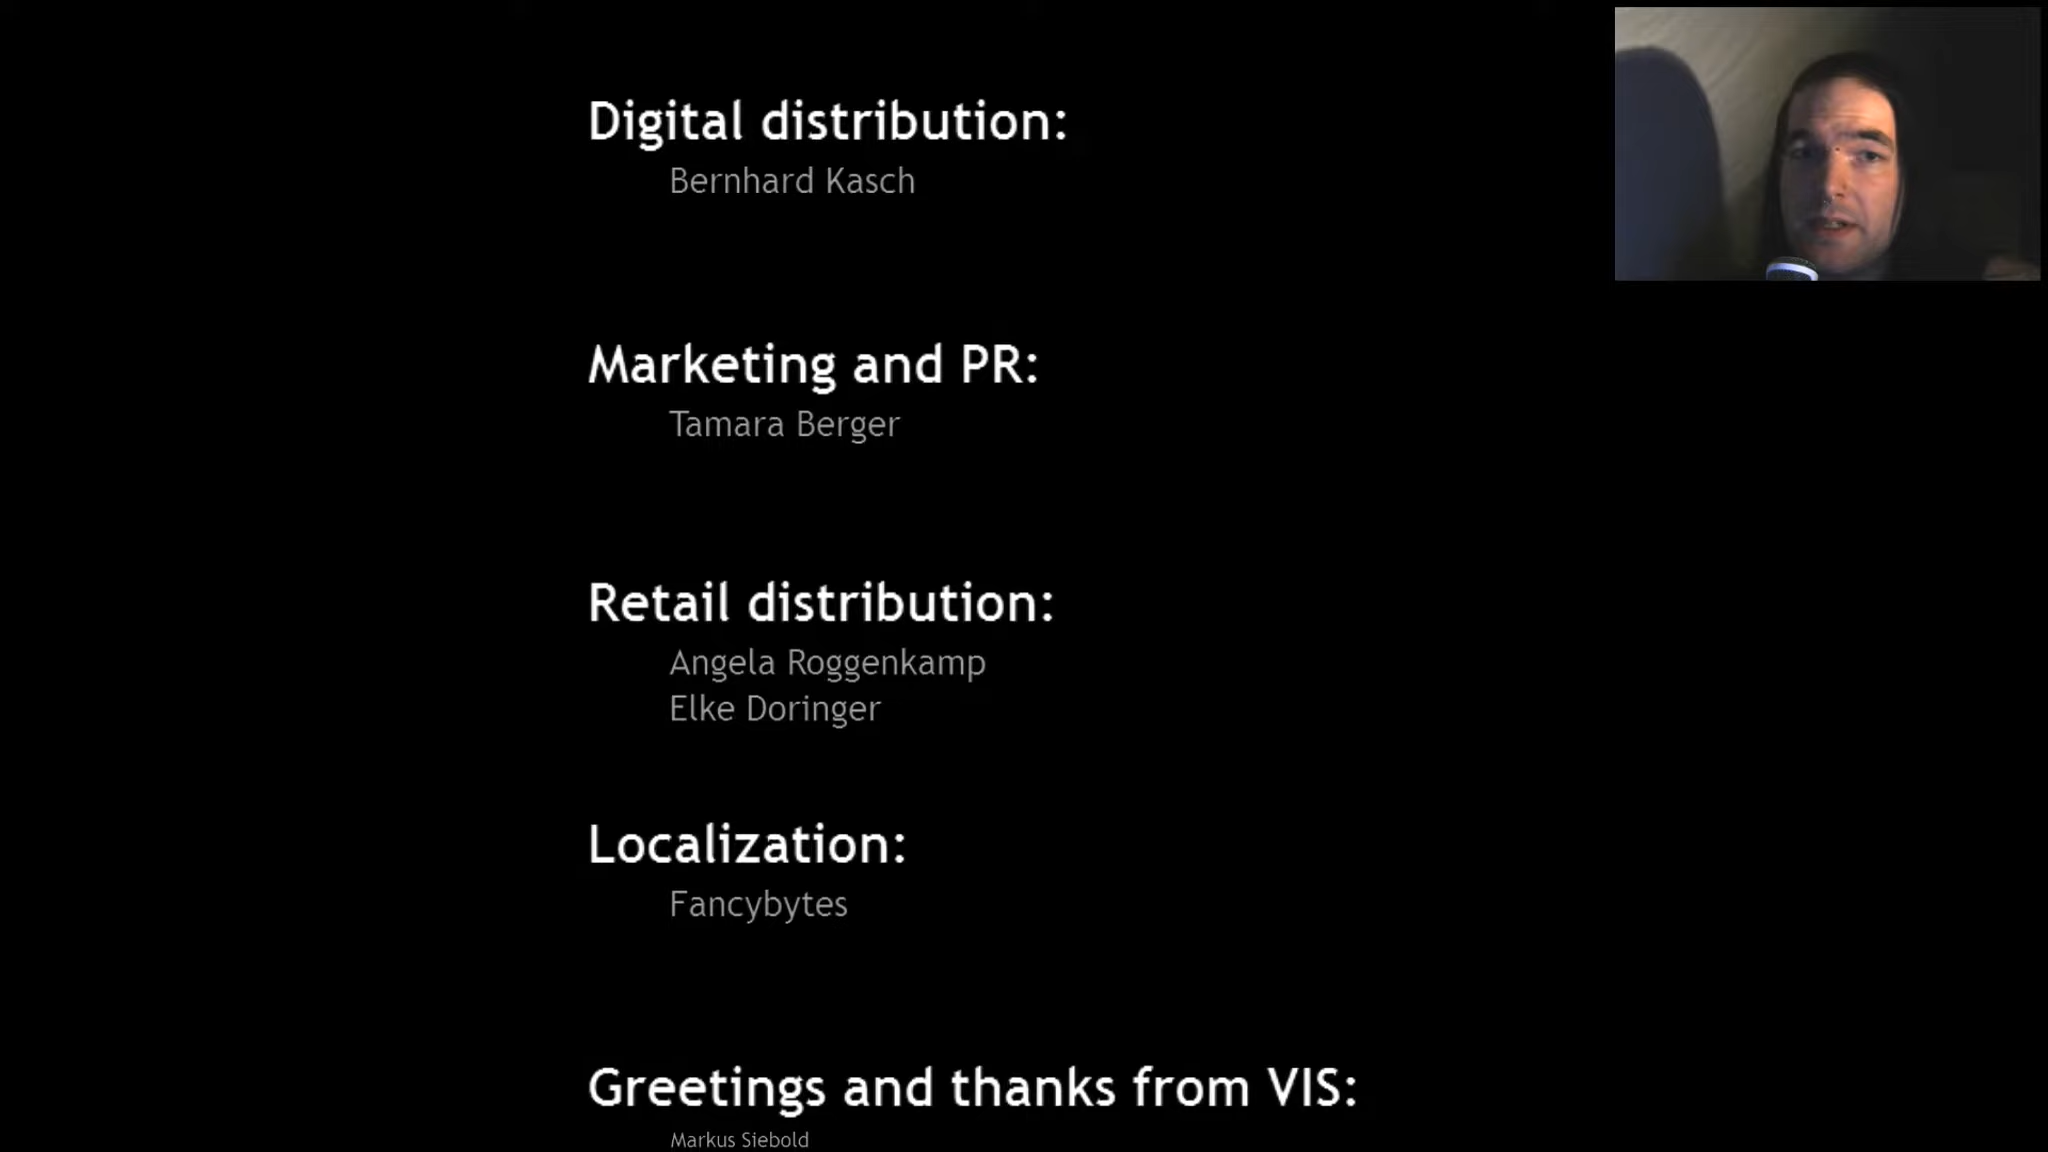 Digital distribution:
Bernhard Kasch
Marketing and PR:
Tamara Berger
Retail distribution:
Angela Roggenkamp
Elke Doringer
Localization:
Fancybytes
Greetings and thanks from VIS:
Markus Siebold